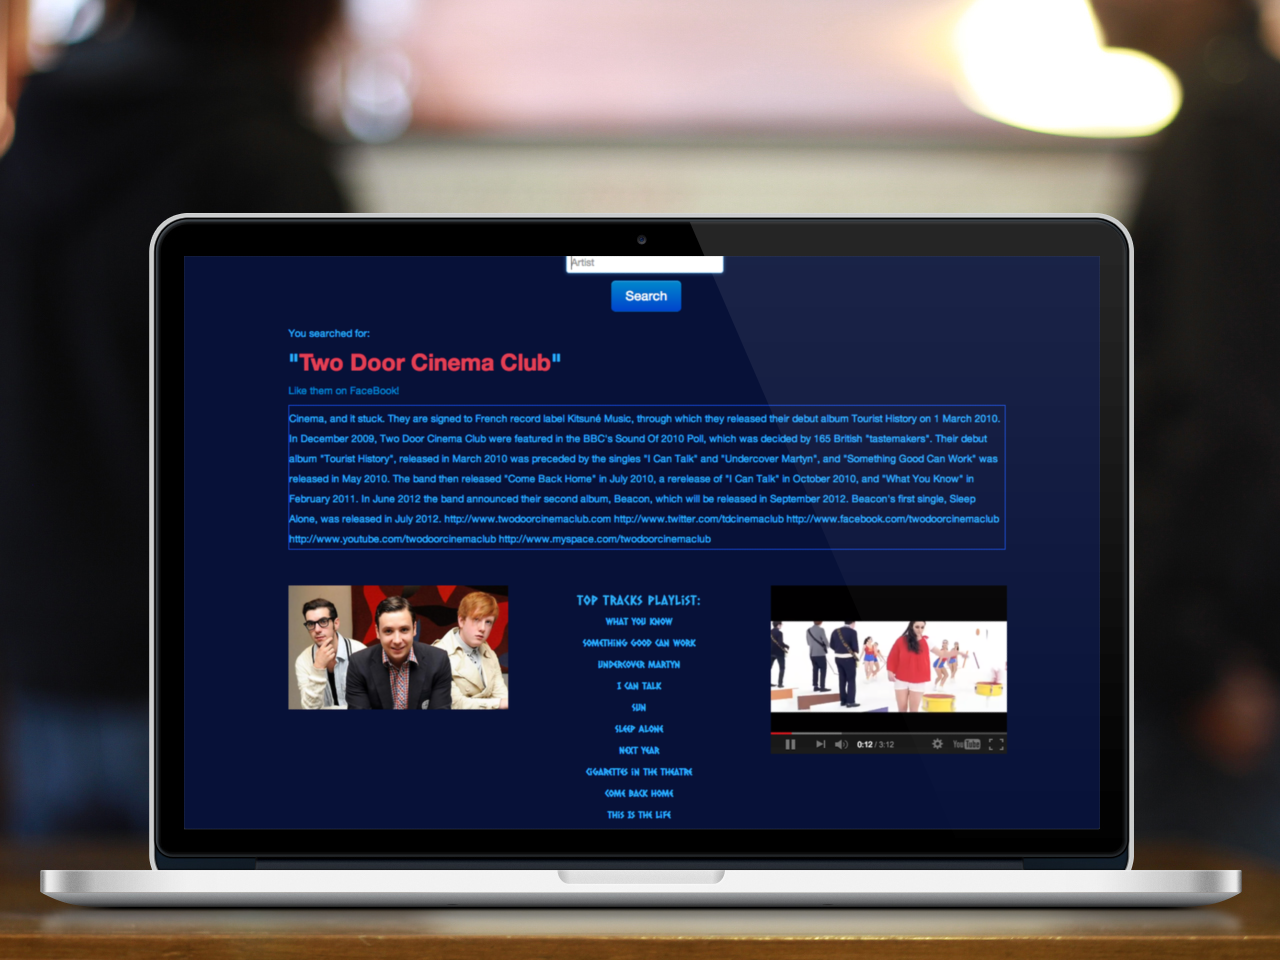 Artist
Search
You searched for:
"Two Door Cinema Club"
Like them on FaceBook!
Cinema, and it stuck. They are signed to French record label Kitsuné Music, through which they released their debut album Tourist History on 1 March 2010.
In December 2009, Two Door Cinema Club were featured in the BBC's Sound Of 2010 Poll, which was decided by 165 British "tastemakers". Their debut
album "Tourist History", released in March 2010 was preceded by the singles "I Can Talk" and "Undercover Martyn", and "Something Good Can Work" was
released in May 2010. The band then released "Come Back Home" in July 2010, a rerelease of "I Can Talk" in October 2010, and "What You Know" in
February 2011. In June 2012 the band announced their second album, Beacon, which will be released in September 2012. Beacon's first single, Sleep
Alone, was released in July 2012. http://www.twodoorcinemaclub.com http://www.twitter.com/tdcinemaclub http://www.facebook.com/twodoorcinemaclub
http://www.youtube.com/twodoorcinemaclub http://www.myspace.com/twodoorcinemaclub
TOP TRACKS PLAYLIST:
WHAT YOU KNOW
SOMETHING GOOD CAN WORK
UNDERCOVER MARTYN
I CAN TALK
SUN
SLEEP ALONE
NEXT YEAR
CIGARETTES IN THE THEATRE
COME BACK HOME
THIS IS THE LIFE
0:12 / 3:12
YouTube